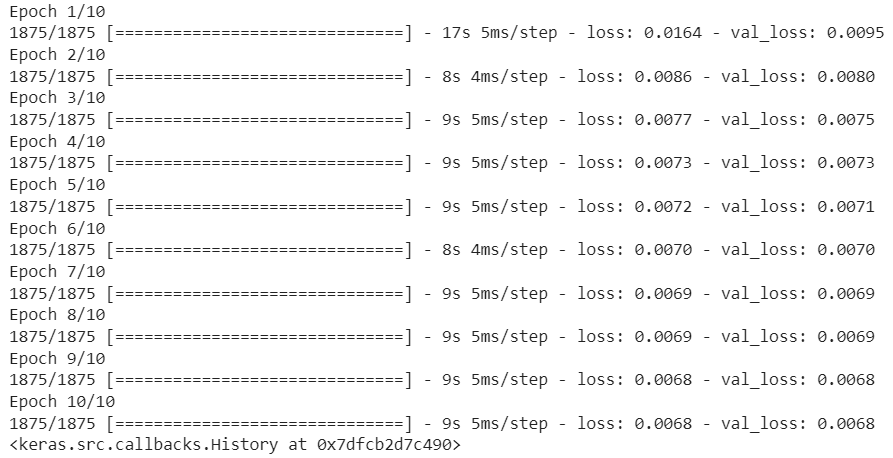 Epoch 1/10
1875/1875 [==============================] - 17s 5ms/step - loss: 0.0164 - val_loss: 0.0095
Epoch 2/10
1875/1875 [==============================] - 8s 4ms/step - loss: 0.0086 - val_loss: 0.0080
Epoch 3/10
1875/1875 [==============================] - 9s 5ms/step - loss: 0.0077 - val_loss: 0.0075
Epoch 4/10
1875/1875 [==============================] - 9s 5ms/step - loss: 0.0073 - val_loss: 0.0073
Epoch 5/10
1875/1875 [==============================] - 9s 5ms/step - loss: 0.0072 - val_loss: 0.0071
Epoch 6/10
1875/1875 [==============================] - 8s 4ms/step - loss: 0.0070 - val_loss: 0.0070
Epoch 7/10
1875/1875 [==============================] - 9s 5ms/step - loss: 0.0069 - val_loss: 0.0069
Epoch 8/10
1875/1875 [==============================] - 9s 5ms/step - loss: 0.0069 - val_loss: 0.0069
Epoch 9/10
1875/1875 [==============================] - 9s 5ms/step - loss: 0.0068 - val_loss: 0.0068
Epoch 10/10
1875/1875 [==============================] - 9s 5ms/step - loss: 0.0068 - val_loss: 0.0068
<keras.src.callbacks.History at 0x7dfcb2d7c490>